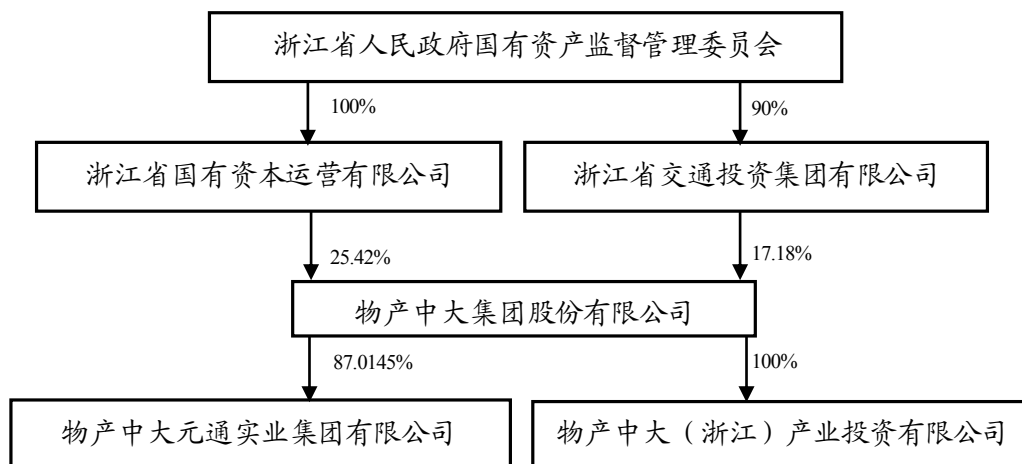 浙江省人民政府国有资产监督管理委员会
100%
90%
浙江省国有资本运营有限公司
浙江省交通投资集团有限公司
25.42%
17.18%
物产中大集团股份有限公司
87.0145%
100%
物产中大元通实业集团有限公司
物产中大（浙江）产业投资有限公司